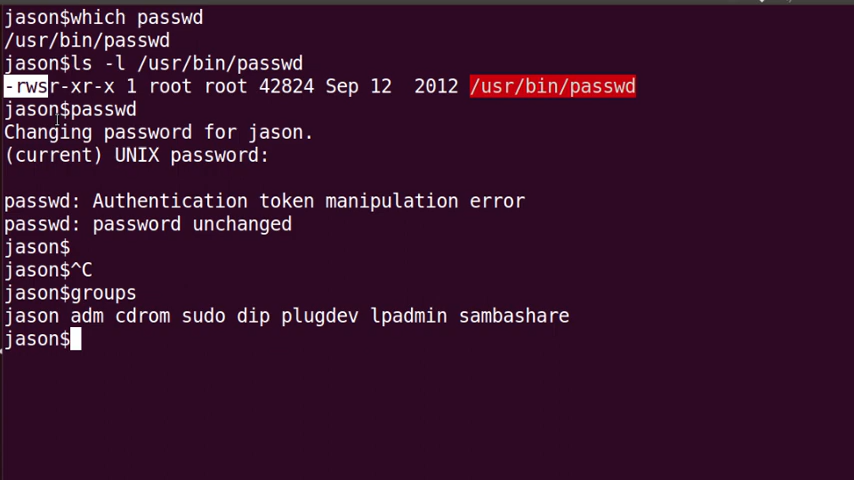 jason$which passwd
/usr/bin/passwd
jason$ls -l /usr/bin/passwd
-rwsr-xr-x 1 root root 42824 Sep 12  2012 /usr/bin/passwd
jason$passwd
Changing password for jason.
(current) UNIX password:
passwd: Authentication token manipulation error
passwd: password unchanged
jason$
jason$^C
jason$groups
jason adm cdrom sudo dip plugdev lpadmin sambashare
jason$